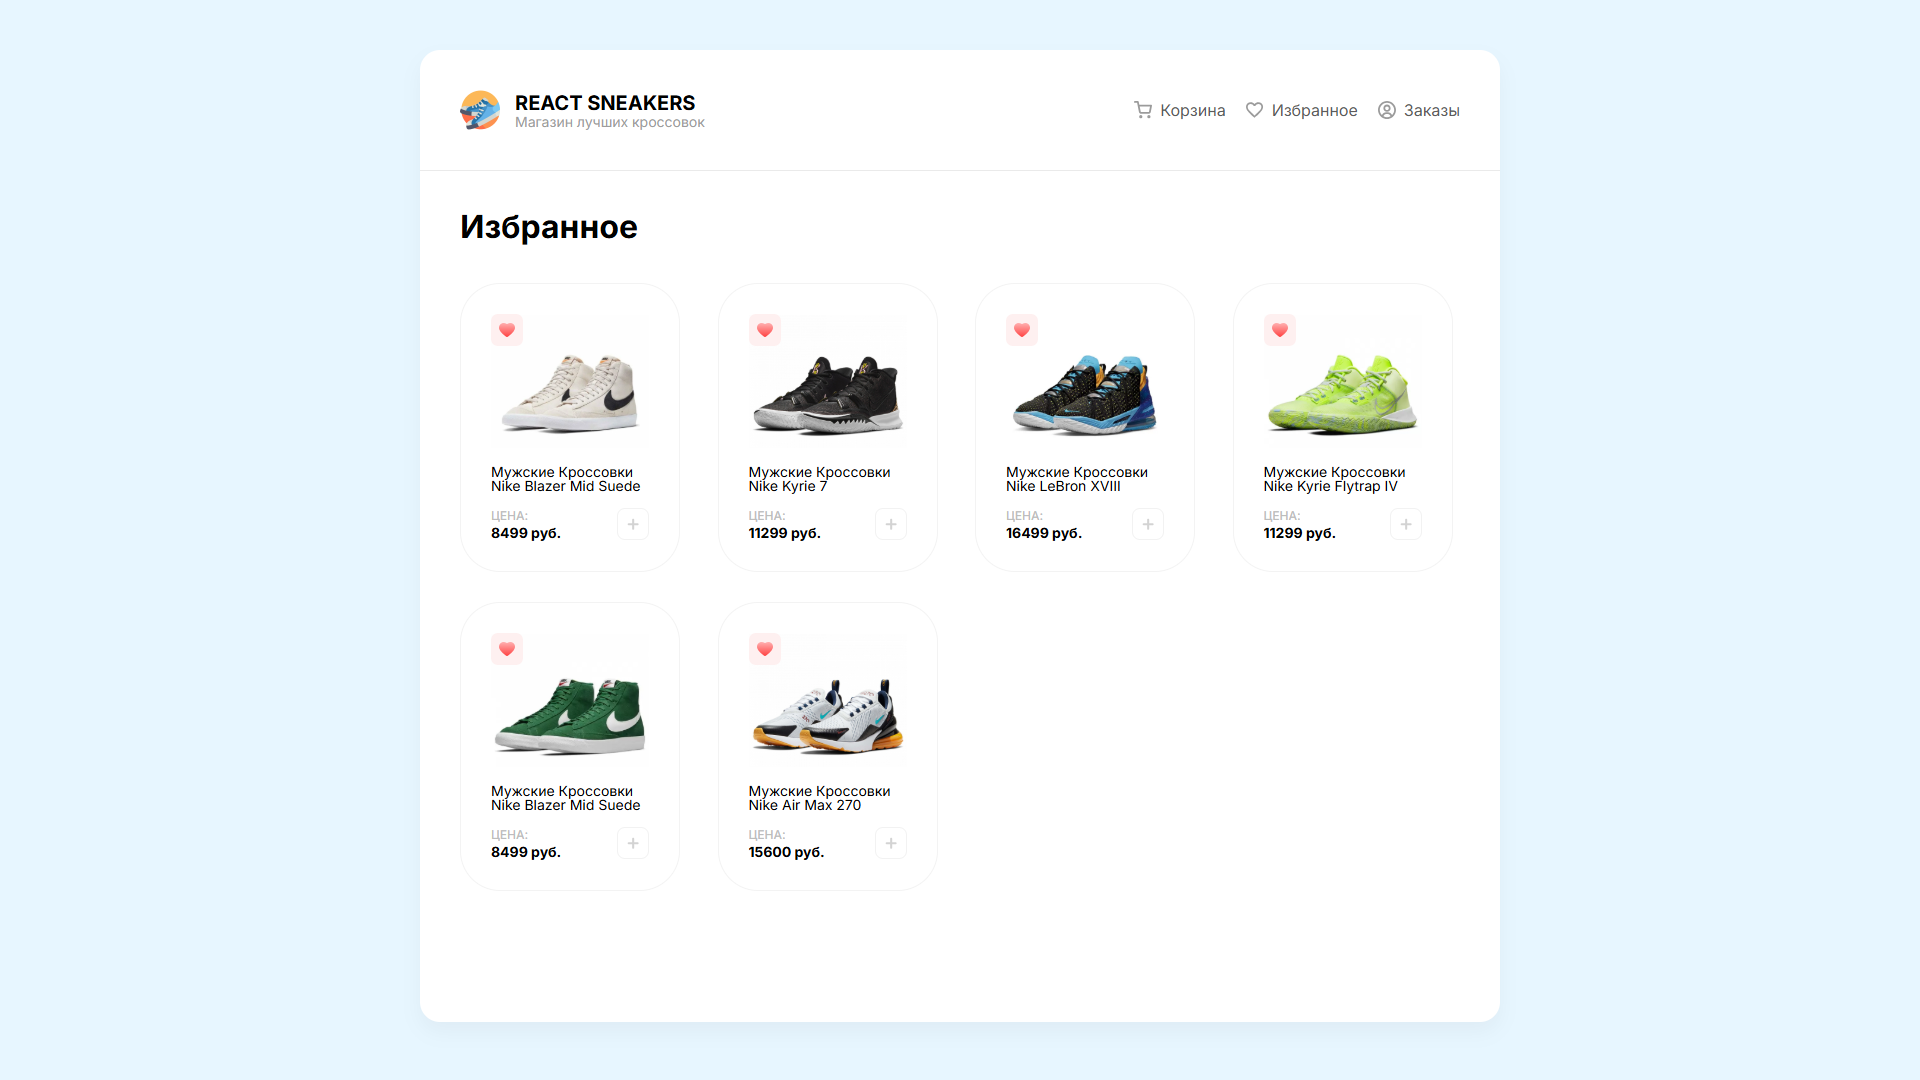 REACT SNEAKERS
Магазин лучших кроссовок
Корзина
Избранное
Заказы
Избранное
Мужские Кроссовки
Nike Blazer Mid Suede
ЦЕНА:
8499 руб.
Мужские Кроссовки
Nike Kyrie 7
ЦЕНА:
11299 руб.
Мужские Кроссовки
Nike LeBron XVIII
ЦЕНА:
16499 руб.
Мужские Кроссовки
Nike Kyrie Flytrap IV
ЦЕНА:
11299 руб.
Мужские Кроссовки
Nike Blazer Mid Suede
ЦЕНА:
8499 руб.
Мужские Кроссовки
Nike Air Max 270
ЦЕНА:
15600 руб.